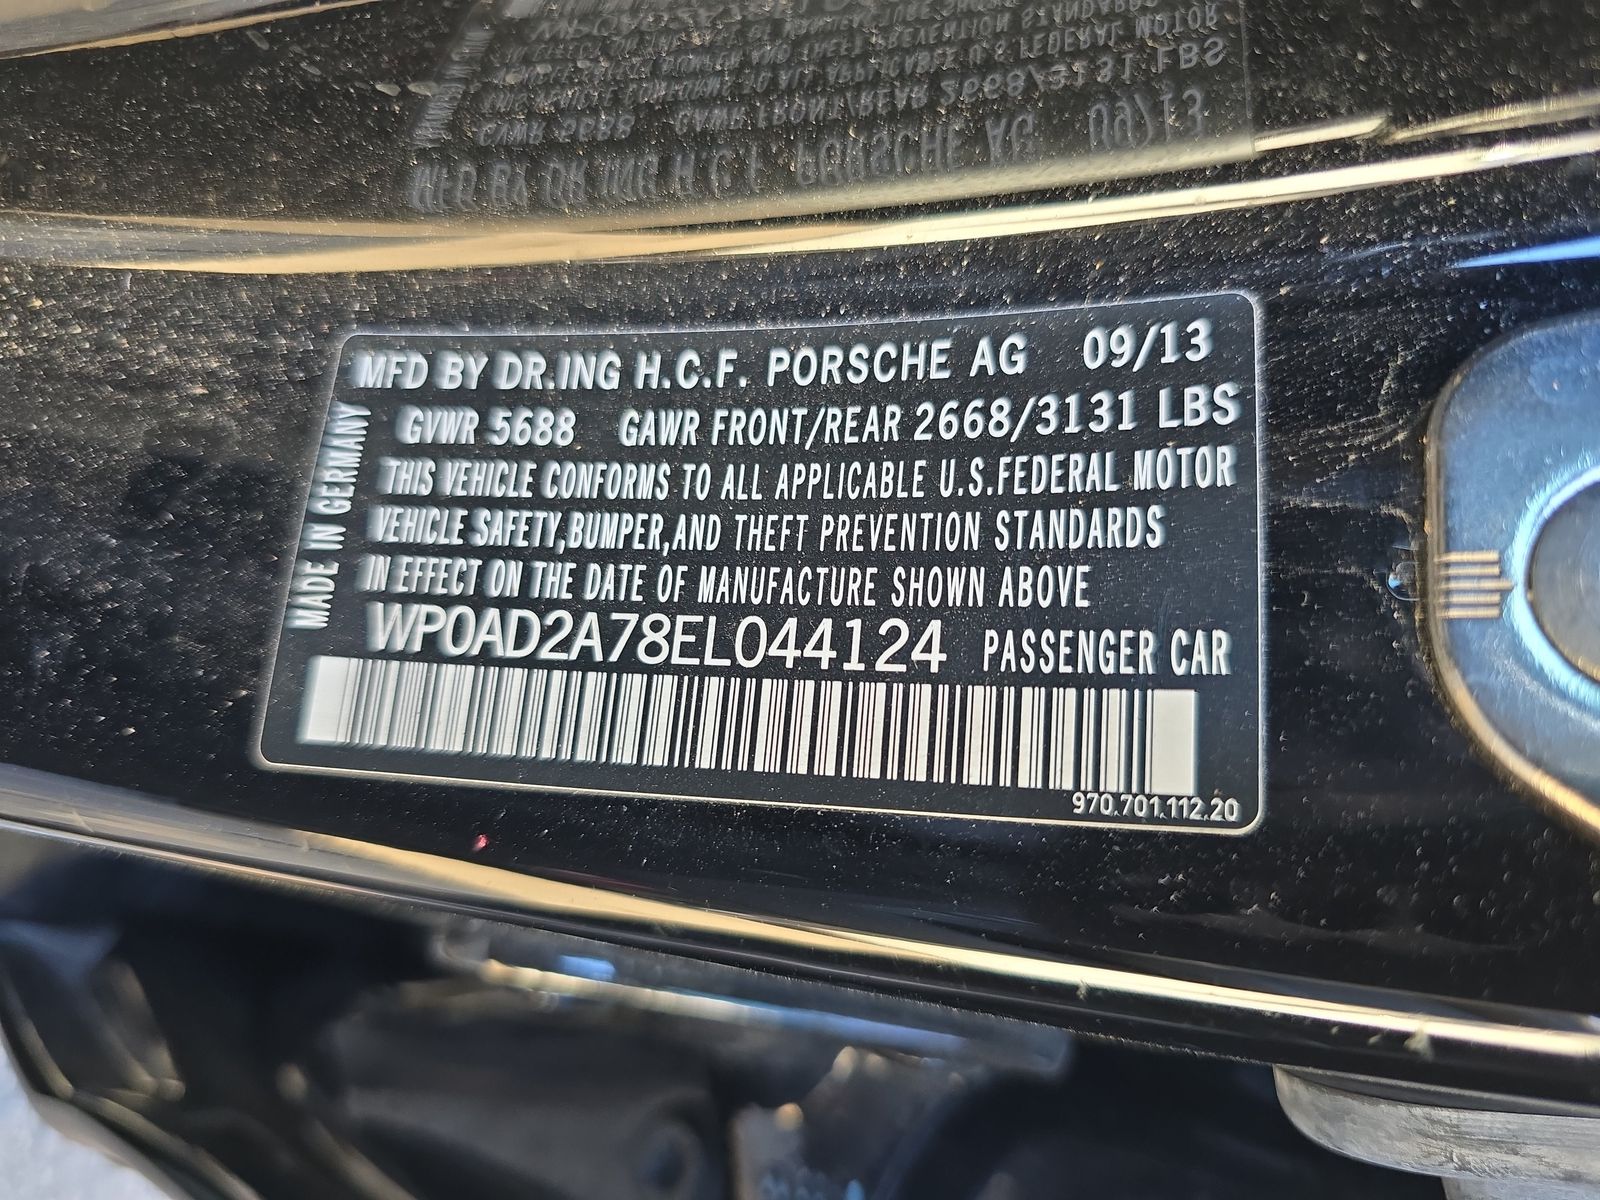 MFD BY DR.ING H.C.F. PORSCHE AG 09/13
GVWR 5688 GAWR FRONT/REAR 2668/3131 LBS
THIS VEHICLE CONFORMS TO ALL APPLICABLE U.S.FEDERAL MOTOR
VEHICLE SAFETY,BUMPER,AND THEFT PREVENTION STANDARDS
IN EFFECT ON THE DATE OF MANUFACTURE SHOWN ABOVE
WP0AD2A78EL044124 PASSENGER CAR
MADE IN GERMANY
970.701.112.20